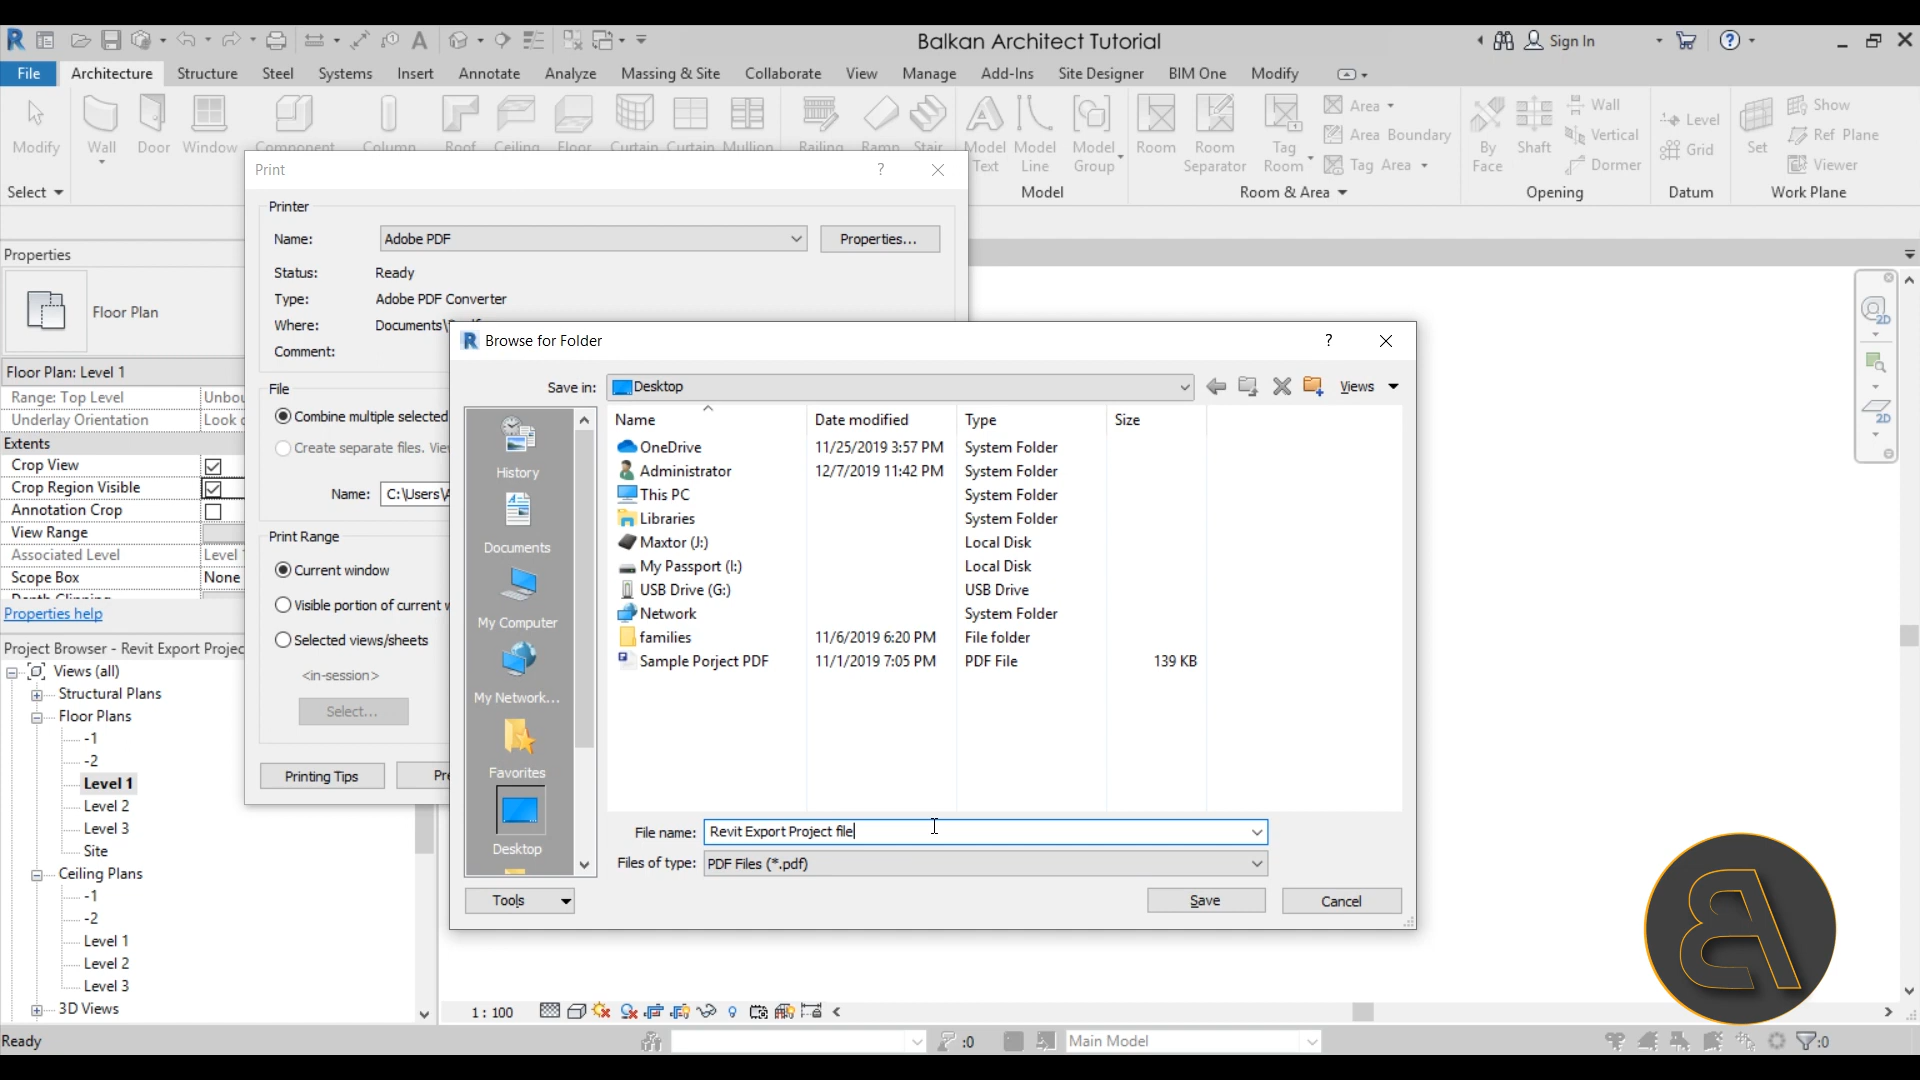 Balkan Architect Tutorial
Sign In
File Architecture Structure Steel Systems Insert Annotate Analyze Massing & Site Collaborate View Manage Add-Ins Site Designer BIM One Modify
Modify
Wall Door Window Component Column Roof Ceiling Floor Curtain Curtain Mullion Railing Ramp Stair
Model Text
Model Line
Model Group
Room
Room Separator
Tag Room
Area
Area Boundary
Tag Area
By Face
Shaft
Wall
Vertical
Dormer
Level
Grid
Set
Show
Ref Plane
Viewer
Select
Model
Room & Area
Opening
Datum
Work Plane
Properties
Floor Plan
Floor Plan: Level 1
Range: Top Level
Underlay Orientation
Extents
Crop View
Crop Region Visible
Annotation Crop
View Range
Associated Level
Scope Box None
Properties help
Project Browser - Revit Export Projec
Views (all)
Structural Plans
Floor Plans
-1
-2
Level 1
Level 2
Level 3
Site
Ceiling Plans
-1
-2
Level 1
Level 2
Level 3
3D Views
Print
?
Printer
Name: Adobe PDF Properties...
Status: Ready
Type: Adobe PDF Converter
Where: Documents\
Comment:
File
Combine multiple selected
Create separate files.
Name: C:\Users\
Print Range
Current window
Visible portion of current
Selected views/sheets
<in-session>
Select...
Printing Tips
Browse for Folder
?
Save in: Desktop Views
Name Date modified Type Size
OneDrive 11/25/2019 3:57 PM System Folder
Administrator 12/7/2019 11:42 PM System Folder
This PC System Folder
Libraries System Folder
Maxtor (J:) Local Disk
My Passport (I:) Local Disk
USB Drive (G:) USB Drive
Network System Folder
families 11/6/2019 6:20 PM File folder
Sample Porject PDF 11/1/2019 7:05 PM PDF File 139 KB
History
Documents
My Computer
My Network...
Favorites
Desktop
File name: Revit Export Project file
Files of type: PDF Files (*.pdf)
Tools
Save
Cancel
1 : 100
Ready
:0
Main Model
:0
2D
2D